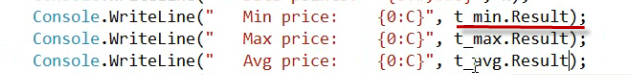 Console.WriteLine("   Min price:     {0:C}", t_min.Result);
Console.WriteLine("   Max price:     {0:C}", t_max.Result);
Console.WriteLine("   Avg price:     {0:C}", t_avg.Result);